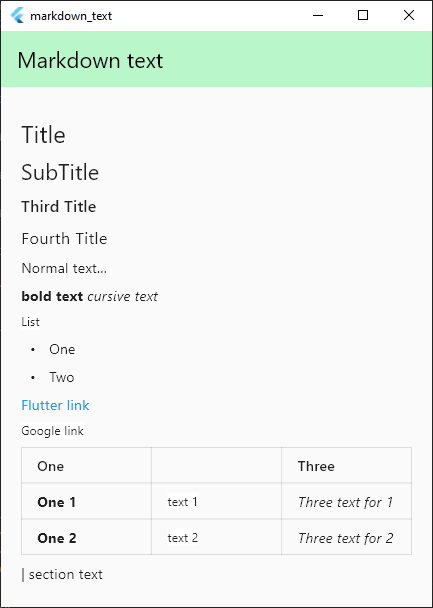 markdown_text
Markdown text
Title
SubTitle
Third Title
Fourth Title
Normal text...
bold text cursive text
List
• One
• Two
Flutter link
Google link
One Three
One 1 text 1 Three text for 1
One 2 text 2 Three text for 2
| section text